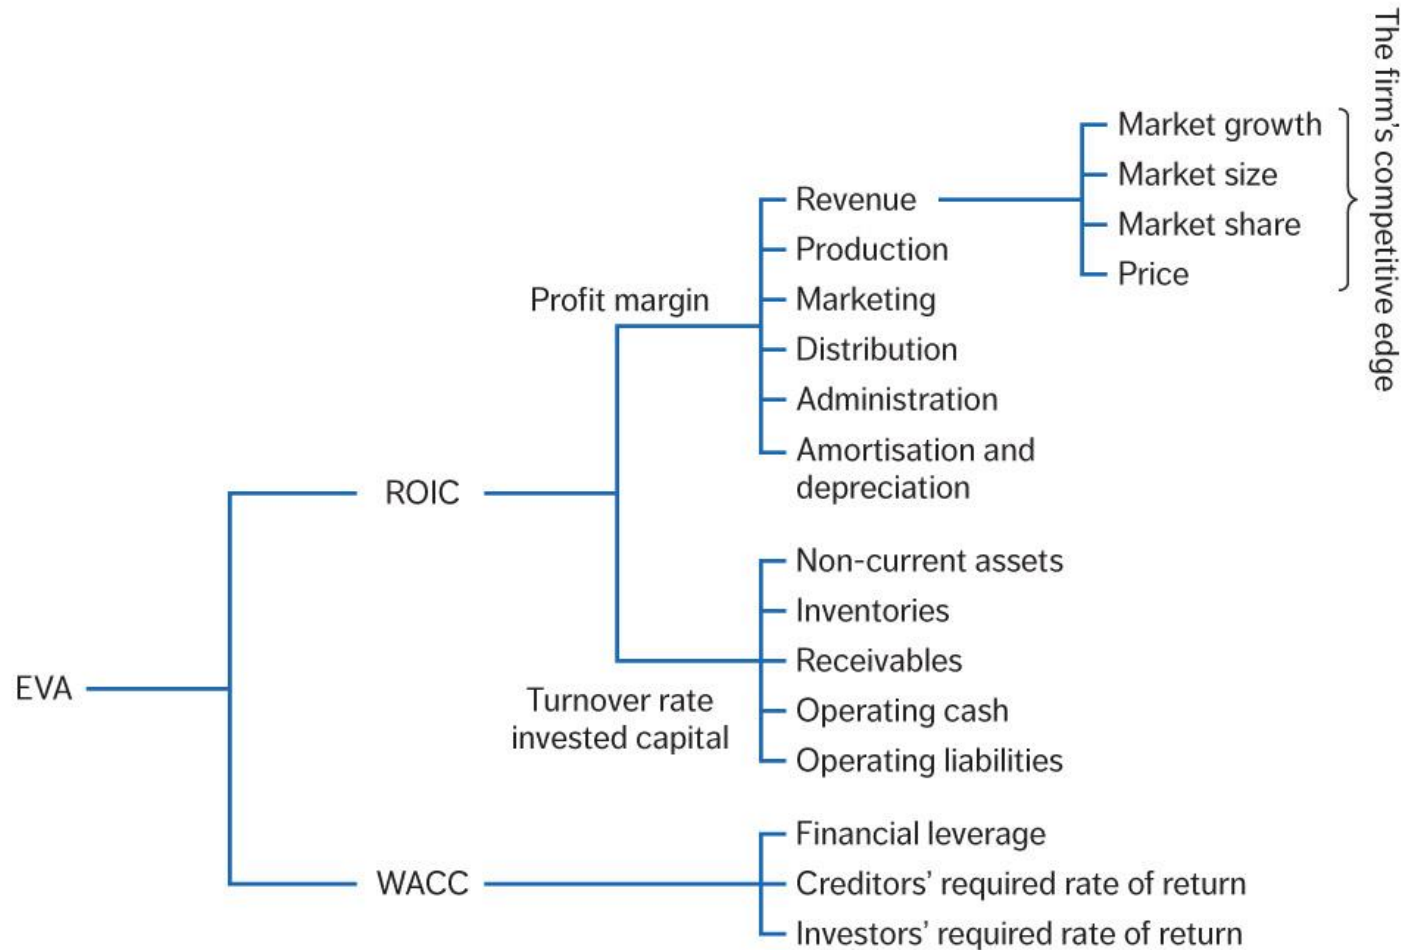 The firm's competitive edge
Market growth
Market size
Market share
Price
Revenue
Production
Marketing
Distribution
Administration
Amortisation and
depreciation
Profit margin
ROIC
Non-current assets
Inventories
Receivables
Operating cash
Operating liabilities
Turnover rate
invested capital
EVA
WACC
Financial leverage
Creditors' required rate of return
Investors' required rate of return